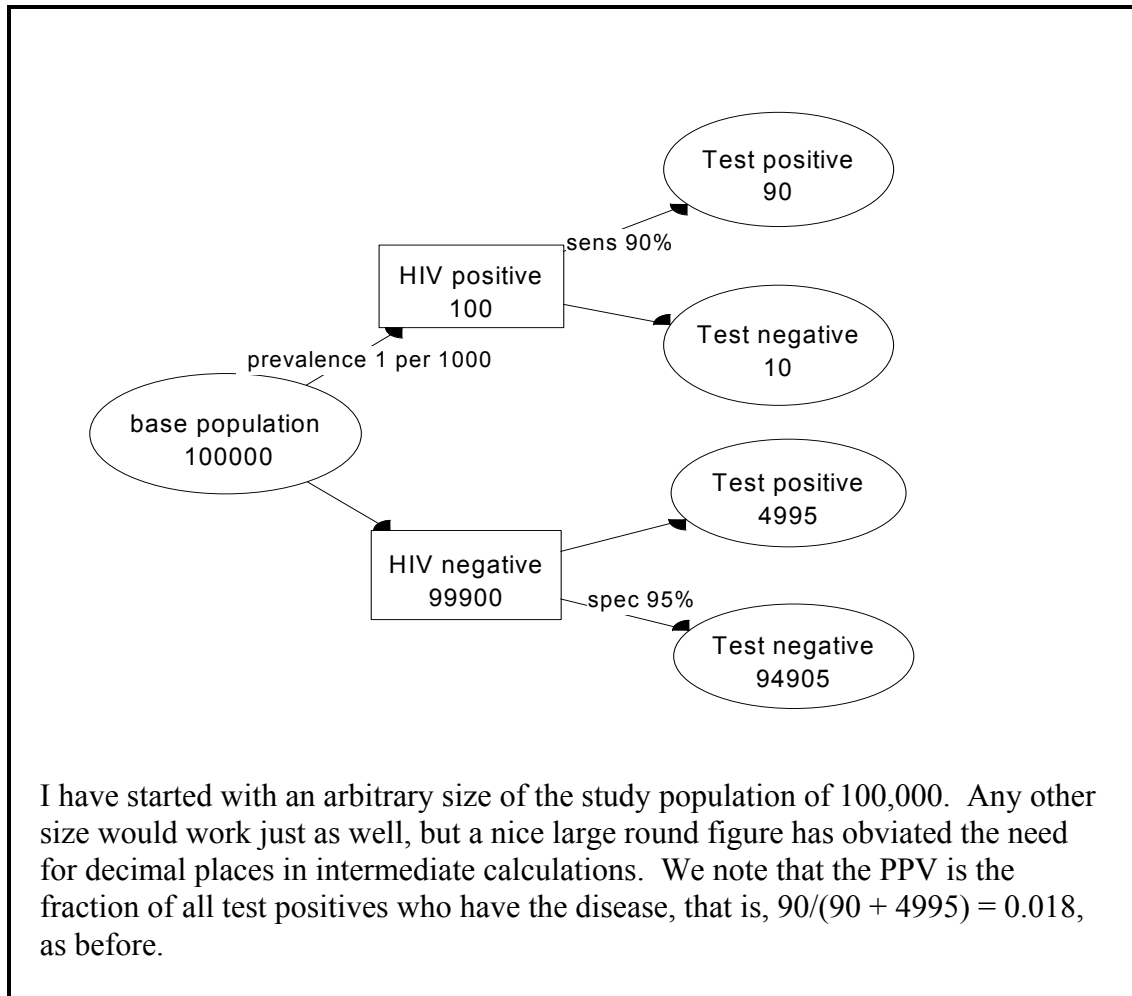 Test positive
90
sens 90%
HIV positive
100
Test negative
10
prevalence 1 per 1000
base population
100000
Test positive
4995
HIV negative
99900
spec 95%
Test negative
94905
I have started with an arbitrary size of the study population of 100,000.  Any other
size would work just as well, but a nice large round figure has obviated the need
for decimal places in intermediate calculations.  We note that the PPV is the
fraction of all test positives who have the disease, that is, 90/(90 + 4995) = 0.018,
as before.